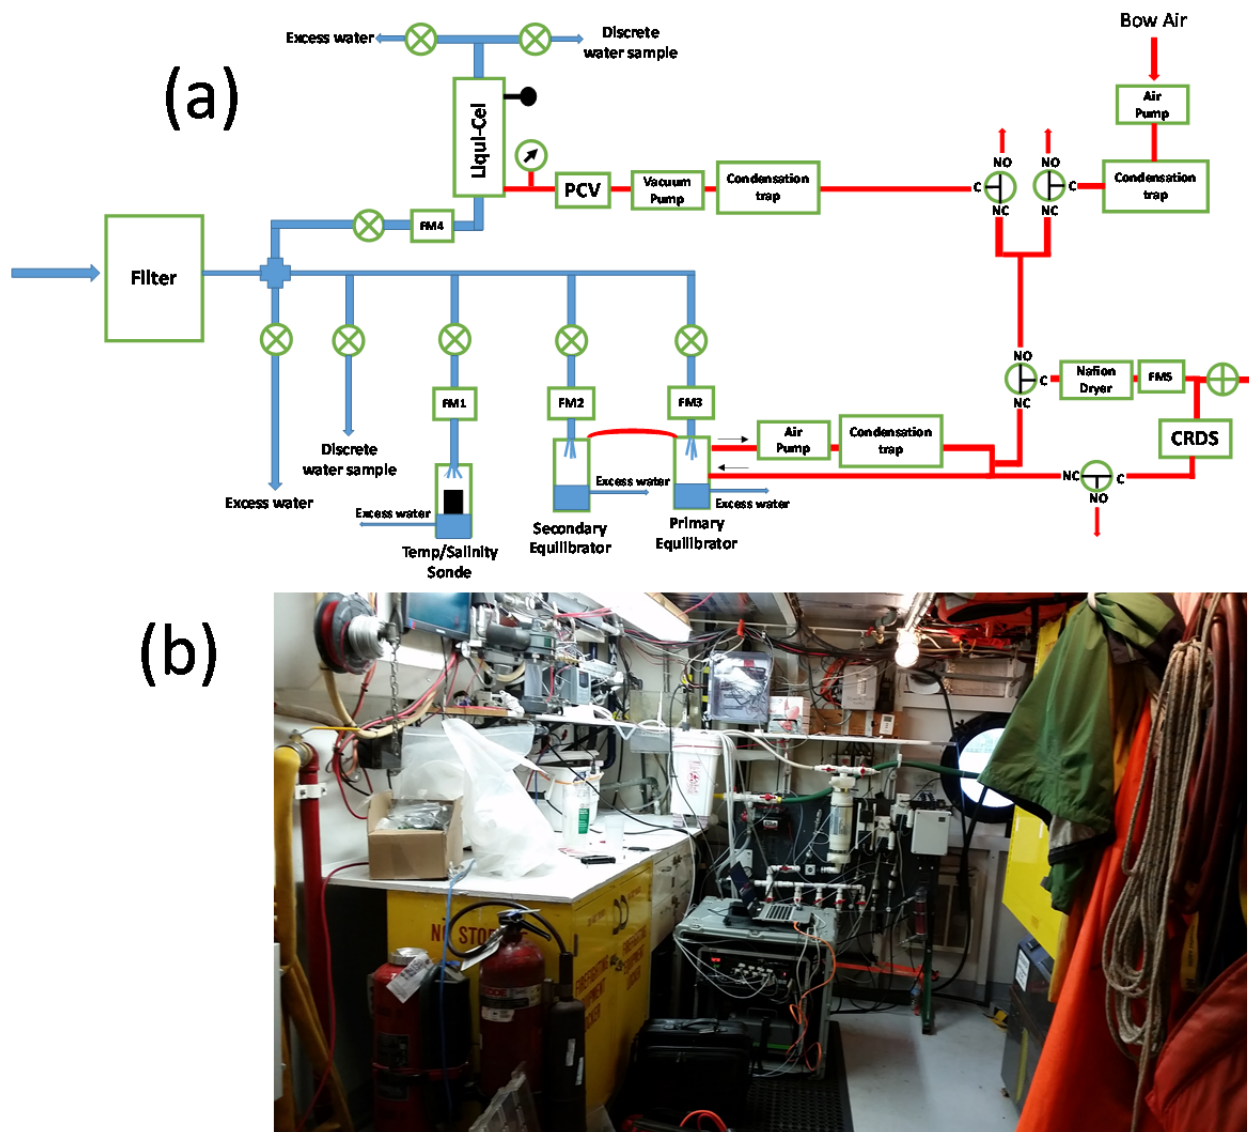 (a)
Excess water
Discrete
water sample
Bow Air
Air
Pump
Liqui-Cel
NO
NO
PCV
Vacuum
Pump
Condensation
trap
C
C
Condensation
trap
NC
NC
FM4
Filter
NO
C
NC
Nafion
Dryer
FM5
FM1
FM2
FM3
Air
Pump
Condensation
trap
CRDS
Discrete
water sample
Excess water
Excess water
Excess water
Excess water
NC
C
NO
Temp/Salinity
Sonde
Secondary
Equilibrator
Primary
Equilibrator
(b)
FIREFIGHTING
EQUIPMENT
LOCKER